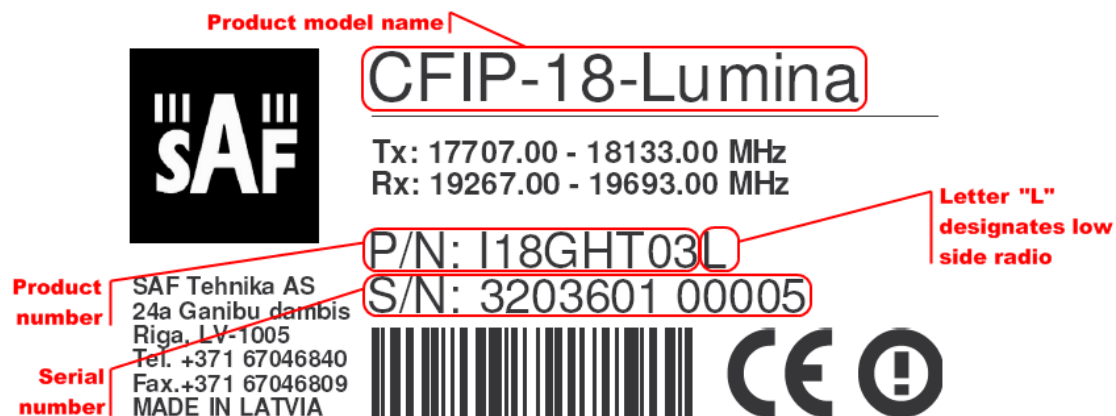 Product model name
CFIP-18-Lumina
SAF
Tx: 17707.00 - 18133.00 MHz
Rx: 19267.00 - 19693.00 MHz
Letter "L"
designates low
side radio
P/N: I18GHT03L
S/N: 3203601 00005
Product
number
SAF Tehnika AS
24a Ganibu dambis
Riga, LV-1005
Tel. +371 67046840
Fax.+371 67046809
MADE IN LATVIA
Serial
number
CE